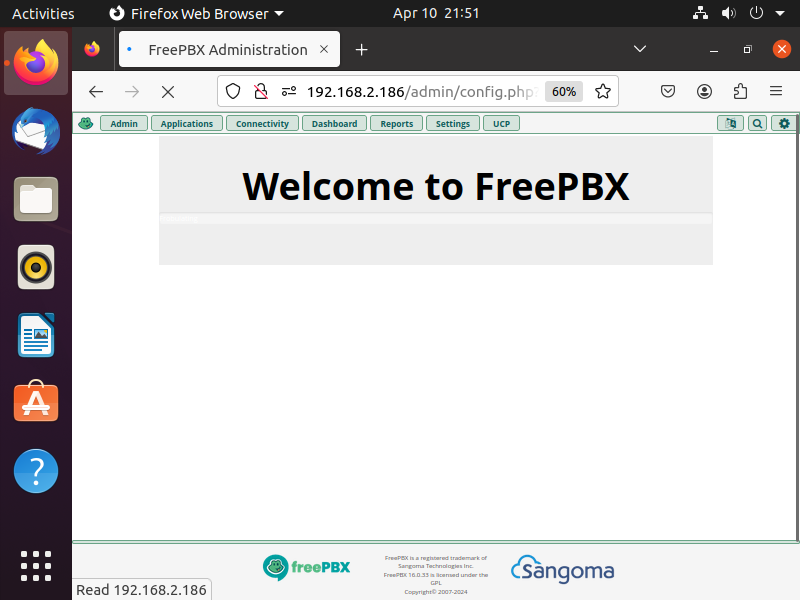 Activities
Firefox Web Browser
Apr 10 21:51
FreePBX Administration
192.168.2.186/admin/config.php?
60%
Admin
Applications
Connectivity
Dashboard
Reports
Settings
UCP
Welcome to FreePBX
freePBX
FreePBX is a registered trademark of
Sangoma Technologies Inc.
FreePBX 16.0.33 is licensed under the
GPL
Copyright© 2007-2024
Sangoma
Read 192.168.2.186